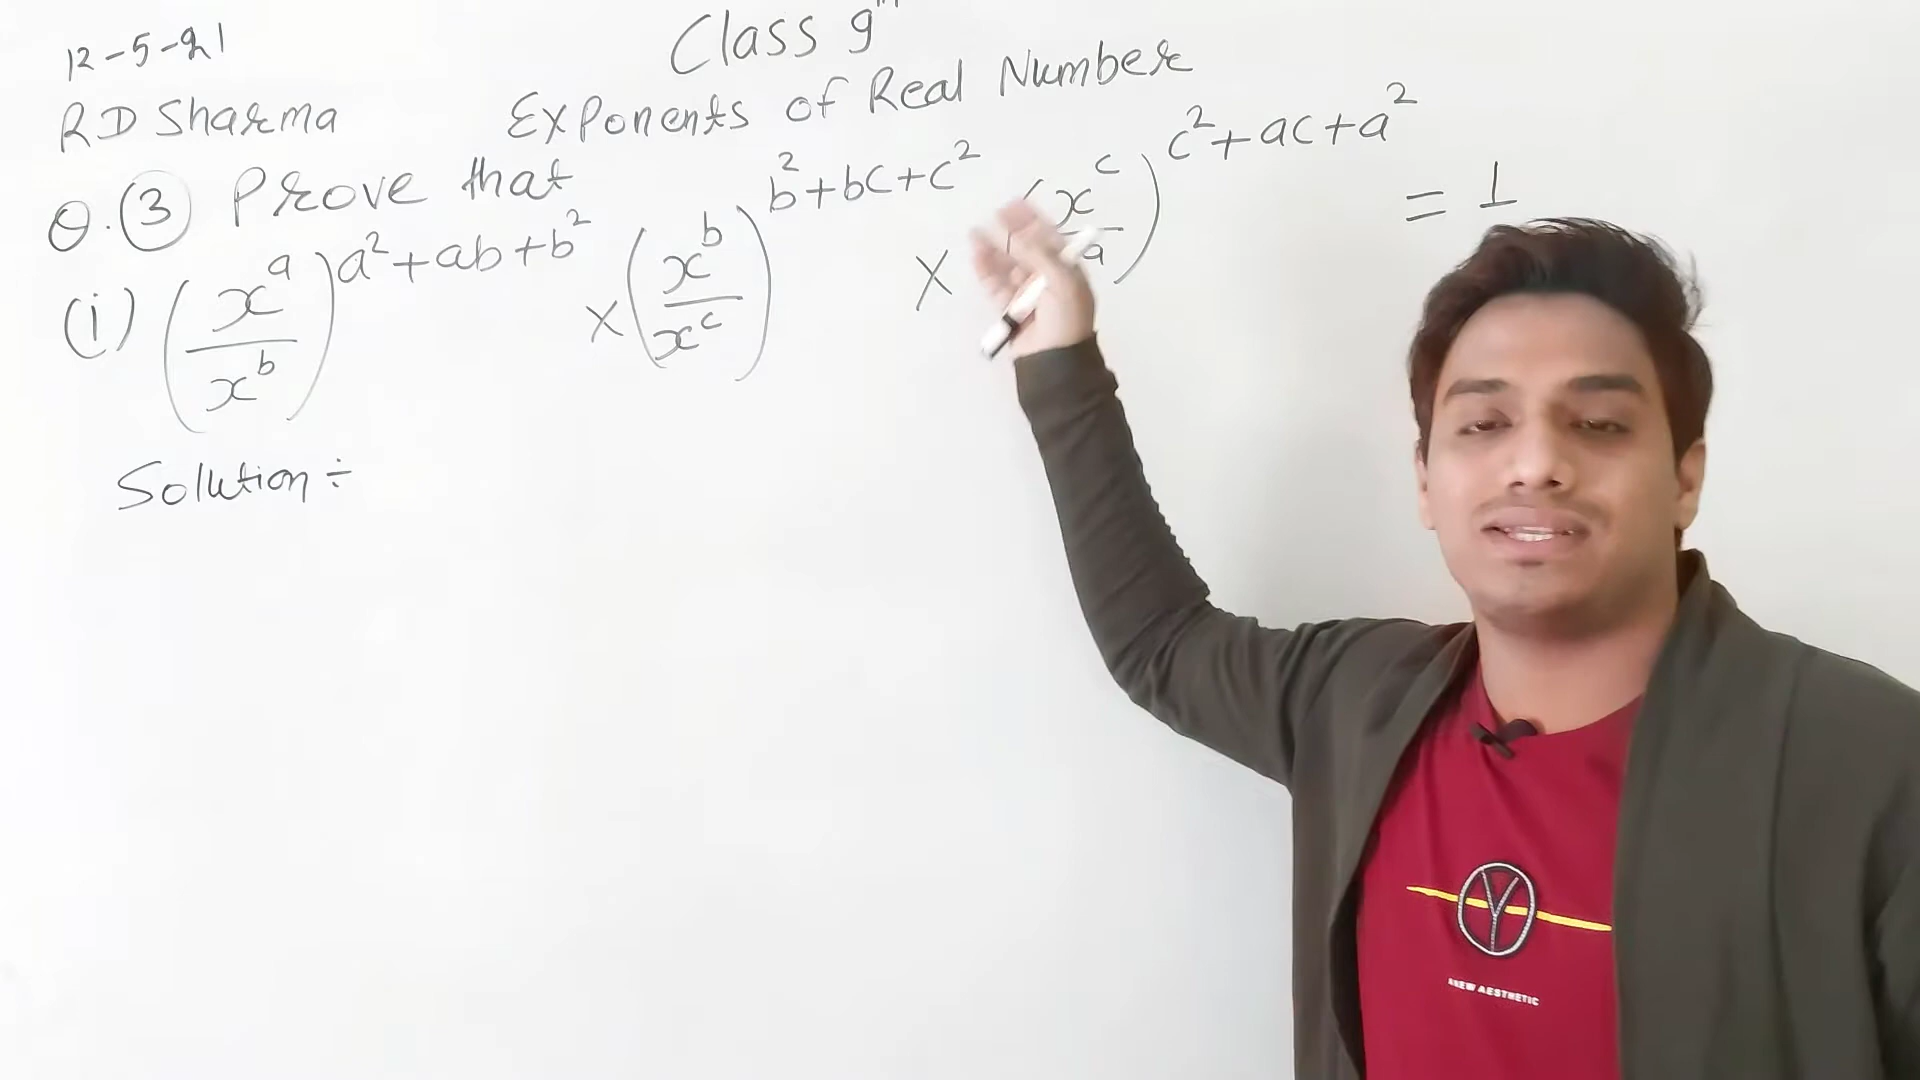 12-5-21
Class 9th
RD Sharma
Exponents of Real Number
Q.(3) Prove that
(i) (x^a/x^b)^a²+ab+b² × (x^b/x^c)^b²+bc+c² × (x^c/a)^c²+ac+a² = 1
Solution ÷
Y
ANEW AESTHETIC